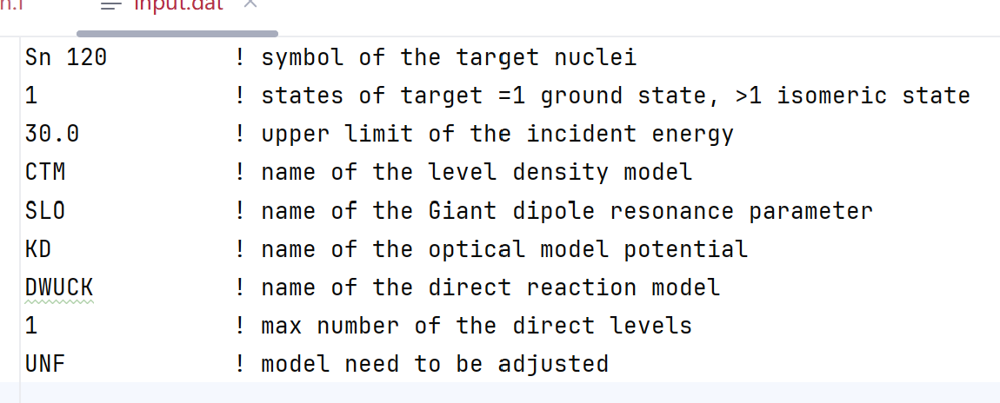 input.dat
Sn 120 ! symbol of the target nuclei
1 ! states of target =1 ground state, >1 isomeric state
30.0 ! upper limit of the incident energy
CTM ! name of the level density model
SLO ! name of the Giant dipole resonance parameter
KD ! name of the optical model potential
DWUCK ! name of the direct reaction model
1 ! max number of the direct levels
UNF ! model need to be adjusted